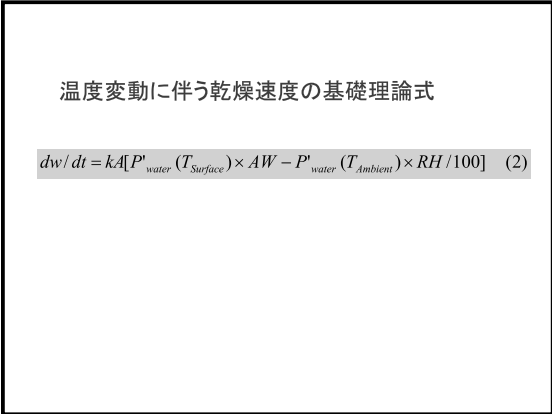 温度変動に伴う乾燥速度の基礎理論式
dw/dt = kA[P'water (TSurface) × AW − P'water (TAmbient) × RH /100] (2)